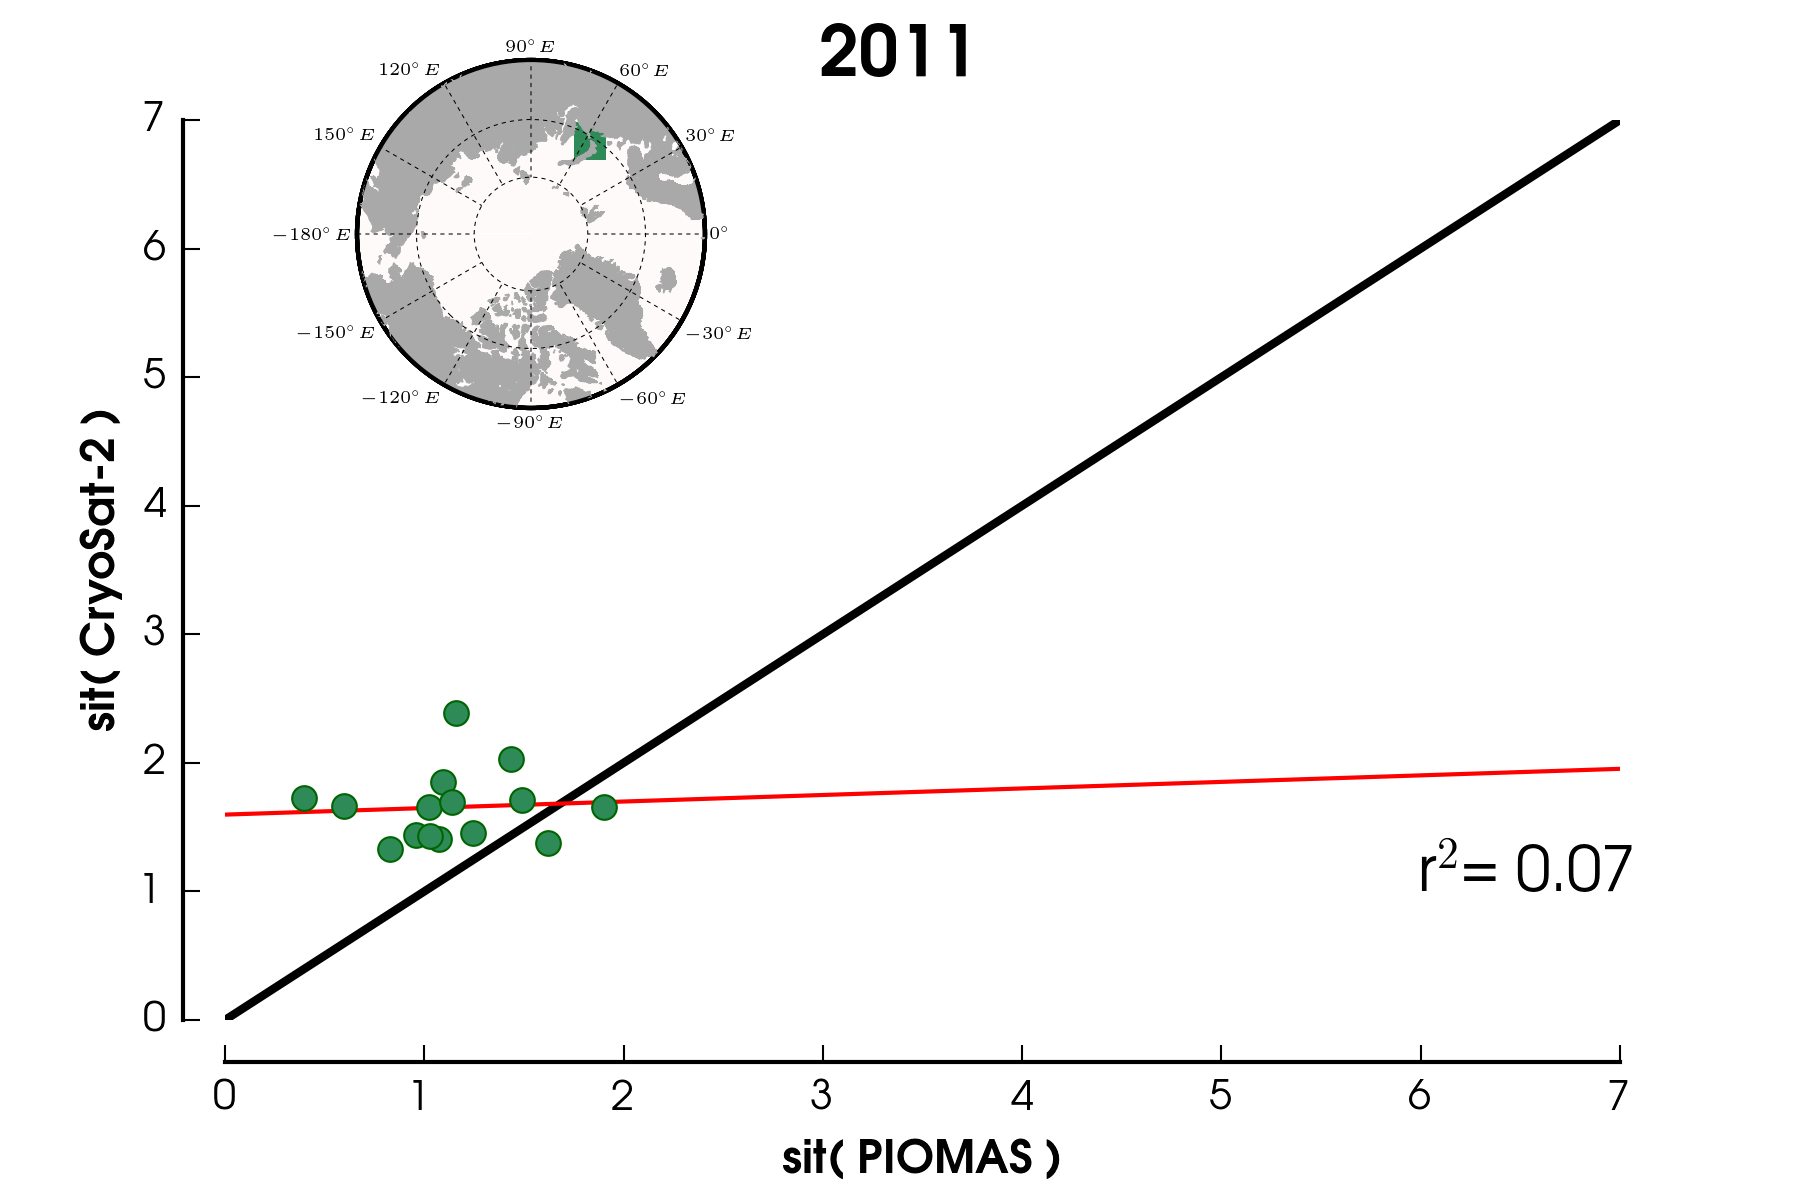 2011
90° E
120° E
60° E
150° E
30° E
−180° E
0°
−150° E
−30° E
−120° E
−60° E
−90° E
7
6
5
4
3
2
1
0
sit( CryoSat-2 )
r²= 0.07
0 1 2 3 4 5 6 7
sit( PIOMAS )